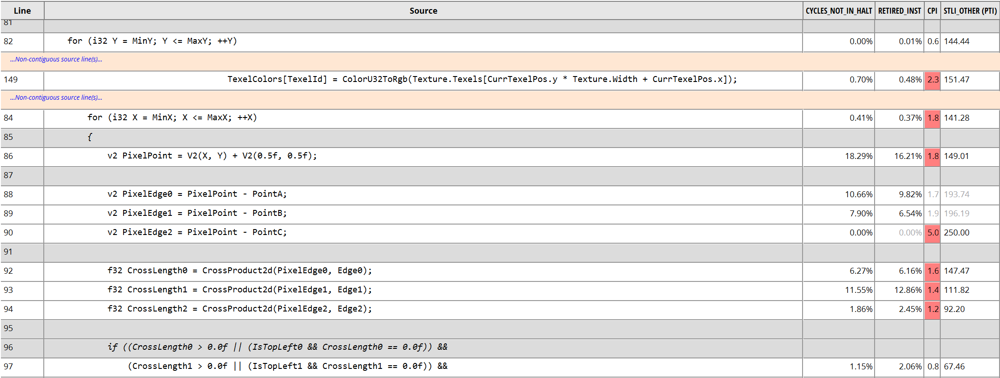 Line Source CYCLES_NOT_IN_HALT RETIRED_INST CPI STLI_OTHER (PTI)
81
82 for (i32 Y = MinY; Y <= MaxY; ++Y) 0.00% 0.01% 0.6 144.44
...Non-contiguous source line(s)...
149 TexelColors[TexelId] = ColorU32ToRgb(Texture.Texels[CurrTexelPos.y * Texture.Width + CurrTexelPos.x]); 0.70% 0.48% 2.3 151.47
...Non-contiguous source line(s)...
84 for (i32 X = MinX; X <= MaxX; ++X) 0.41% 0.37% 1.8 141.28
85 {
86 v2 PixelPoint = V2(X, Y) + V2(0.5f, 0.5f); 18.29% 16.21% 1.8 149.01
87
88 v2 PixelEdge0 = PixelPoint - PointA; 10.66% 9.82% 1.7 193.74
89 v2 PixelEdge1 = PixelPoint - PointB; 7.90% 6.54% 1.9 196.19
90 v2 PixelEdge2 = PixelPoint - PointC; 0.00% 0.00% 5.0 250.00
91
92 f32 CrossLength0 = CrossProduct2d(PixelEdge0, Edge0); 6.27% 6.16% 1.6 147.47
93 f32 CrossLength1 = CrossProduct2d(PixelEdge1, Edge1); 11.55% 12.86% 1.4 111.82
94 f32 CrossLength2 = CrossProduct2d(PixelEdge2, Edge2); 1.86% 2.45% 1.2 92.20
95
96 if ((CrossLength0 > 0.0f || (IsTopLeft0 && CrossLength0 == 0.0f)) &&
97 (CrossLength1 > 0.0f || (IsTopLeft1 && CrossLength1 == 0.0f)) && 1.15% 2.06% 0.8 67.46